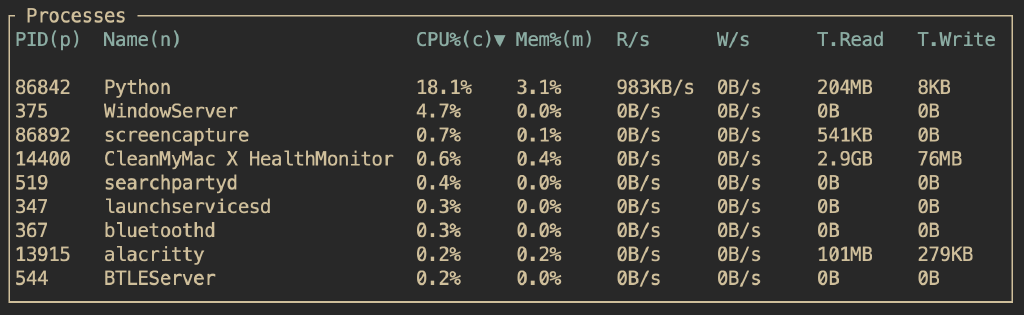 Processes
PID(p) Name(n) CPU%(c)▼ Mem%(m) R/s W/s T.Read T.Write
86842 Python 18.1% 3.1% 983KB/s 0B/s 204MB 8KB
375 WindowServer 4.7% 0.0% 0B/s 0B/s 0B 0B
86892 screencapture 0.7% 0.1% 0B/s 0B/s 541KB 0B
14400 CleanMyMac X HealthMonitor 0.6% 0.4% 0B/s 0B/s 2.9GB 76MB
519 searchpartyd 0.4% 0.0% 0B/s 0B/s 0B 0B
347 launchservicesd 0.3% 0.0% 0B/s 0B/s 0B 0B
367 bluetoothd 0.3% 0.0% 0B/s 0B/s 0B 0B
13915 alacritty 0.2% 0.2% 0B/s 0B/s 101MB 279KB
544 BTLEServer 0.2% 0.0% 0B/s 0B/s 0B 0B